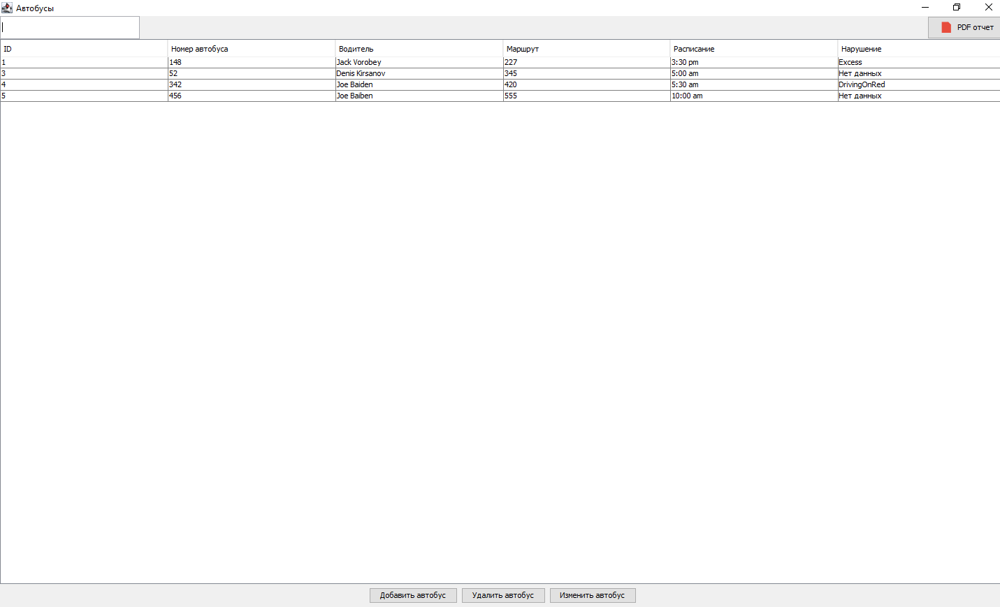 Автобусы
PDF отчет
ID Номер автобуса Водитель Маршрут Расписание Нарушение
1 148 Jack Vorobey 227 3:30 pm Excess
3 52 Denis Kirsanov 345 5:00 am Нет данных
4 342 Joe Baiden 420 5:30 am DrivingOnRed
5 456 Joe Baiben 555 10:00 am Нет данных
Добавить автобус Удалить автобус Изменить автобус